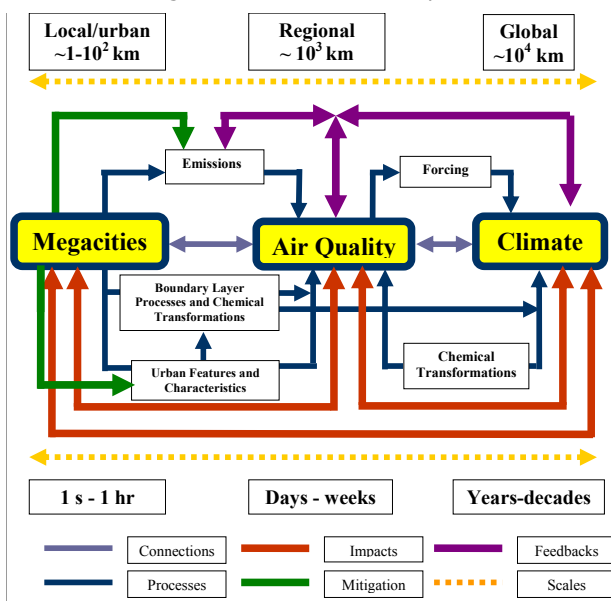 Local/urban
~1-10² km
Regional
~ 10³ km
Global
~10⁴ km
Emissions
Forcing
Megacities
Air Quality
Climate
Boundary Layer
Processes and Chemical
Transformations
Urban Features and
Characteristics
Chemical
Transformations
1 s - 1 hr
Days - weeks
Years-decades
Connections
Impacts
Feedbacks
Processes
Mitigation
Scales